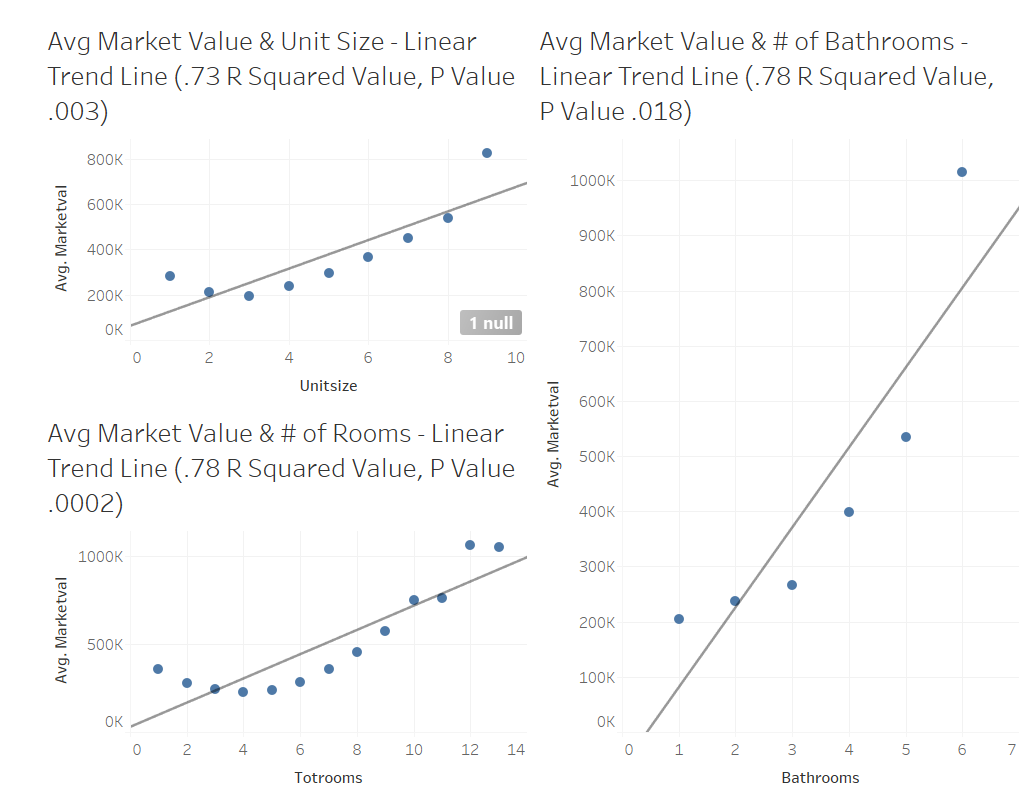 Avg Market Value & Unit Size - Linear
Trend Line (.73 R Squared Value, P Value
.003)
800K
600K
400K
200K
0K
Avg. Marketval
1 null
0 2 4 6 8 10
Unitsize
Avg Market Value & # of Rooms - Linear
Trend Line (.78 R Squared Value, P Value
.0002)
1000K
500K
0K
Avg. Marketval
0 2 4 6 8 10 12 14
Totrooms
Avg Market Value & # of Bathrooms -
Linear Trend Line (.78 R Squared Value,
P Value .018)
1000K
900K
800K
700K
600K
500K
400K
300K
200K
100K
0K
Avg. Marketval
0 1 2 3 4 5 6 7
Bathrooms